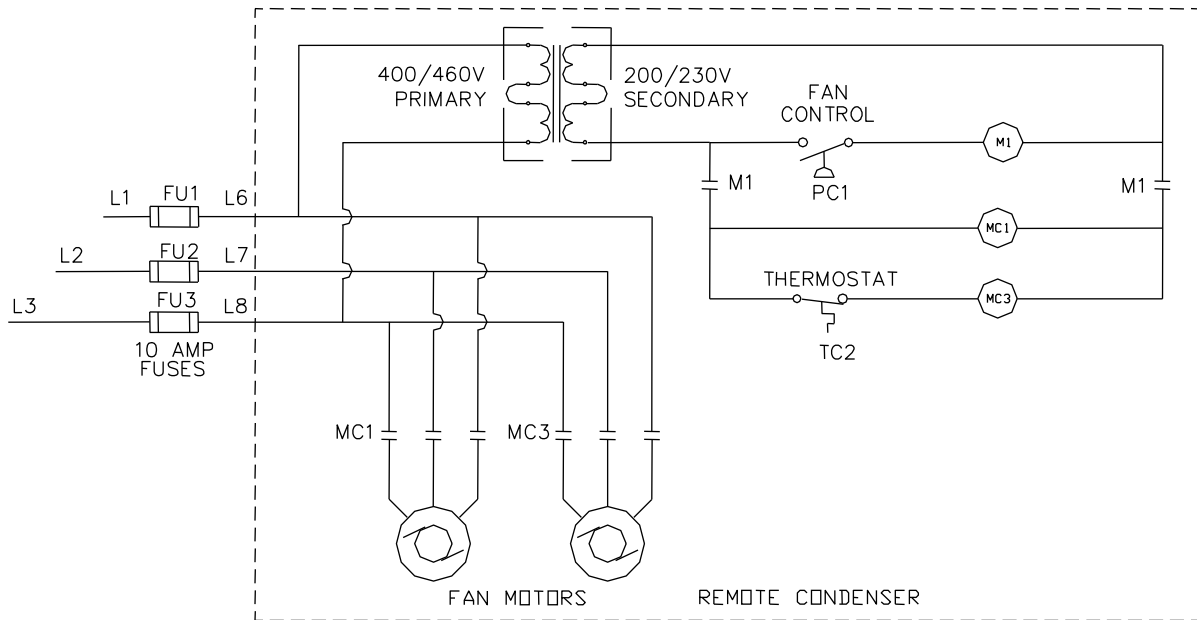 400/460V
PRIMARY
200/230V
SECONDARY
FAN
CONTROL
M1
PC1
M1
M1
L1
FU1
L6
L2
FU2
L7
L3
FU3
L8
10 AMP
FUSES
MC1
THERMOSTAT
MC3
TC2
MC1
MC3
FAN MOTORS
REMOTE CONDENSER